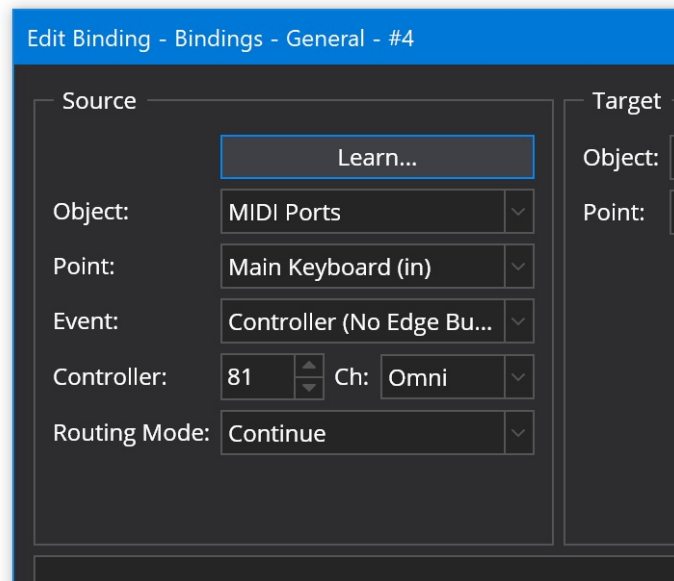 Edit Binding - Bindings - General - #4
Source
Learn...
Object: MIDI Ports
Point: Main Keyboard (in)
Event: Controller (No Edge Bu...
Controller: 81 Ch: Omni
Routing Mode: Continue
Target
Object:
Point: